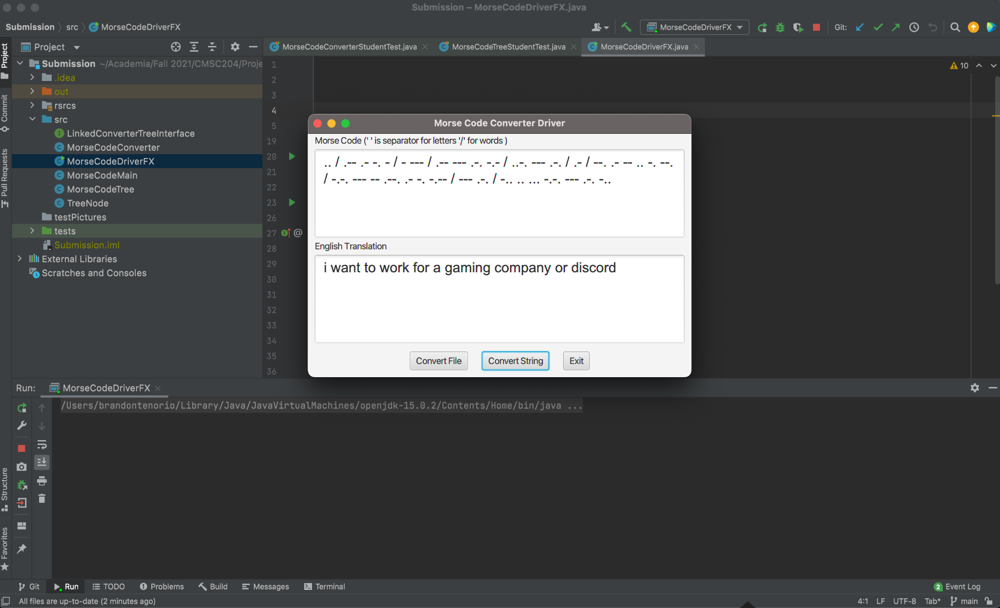 Submission – MorseCodeDriverFX.java
Submission src MorseCodeDriverFX
MorseCodeDriverFX Git:
Project
MorseCodeConverterStudentTest.java MorseCodeTreeStudentTest.java MorseCodeDriverFX.java
Submission ~/Academia/Fall 2021/CMSC204/Proje
.idea
out
rsrcs
src
LinkedConverterTreeInterface
MorseCodeConverter
MorseCodeDriverFX
MorseCodeMain
MorseCodeTree
TreeNode
testPictures
tests
Submission.iml
External Libraries
Scratches and Consoles
Project
Commit
Pull Requests
Structure
Favorites
1
2
3
4
5
19
20
21
22
23
26
27 @
28
29
30
31
32
33
34
35
36
10
Morse Code Converter Driver
Morse Code (' ' is separator for letters '/' for words )
.. / .-- .- -. - / - --- / .-- --- .-. -.- / ..-. --- .-. / .- / --. .- -- .. -. --.
/ -.-. --- -- .--. .- -. -.-- / --- .-. / -.. .. ... -.-. --- .-. -..
English Translation
i want to work for a gaming company or discord
Convert File Convert String Exit
Run: MorseCodeDriverFX
/Users/brandontenorio/Library/Java/JavaVirtualMachines/openjdk-15.0.2/Contents/Home/bin/java ...
Git Run TODO Problems Build Messages Terminal 2 Event Log
All files are up-to-date (2 minutes ago) 4:1 LF UTF-8 Tab* main